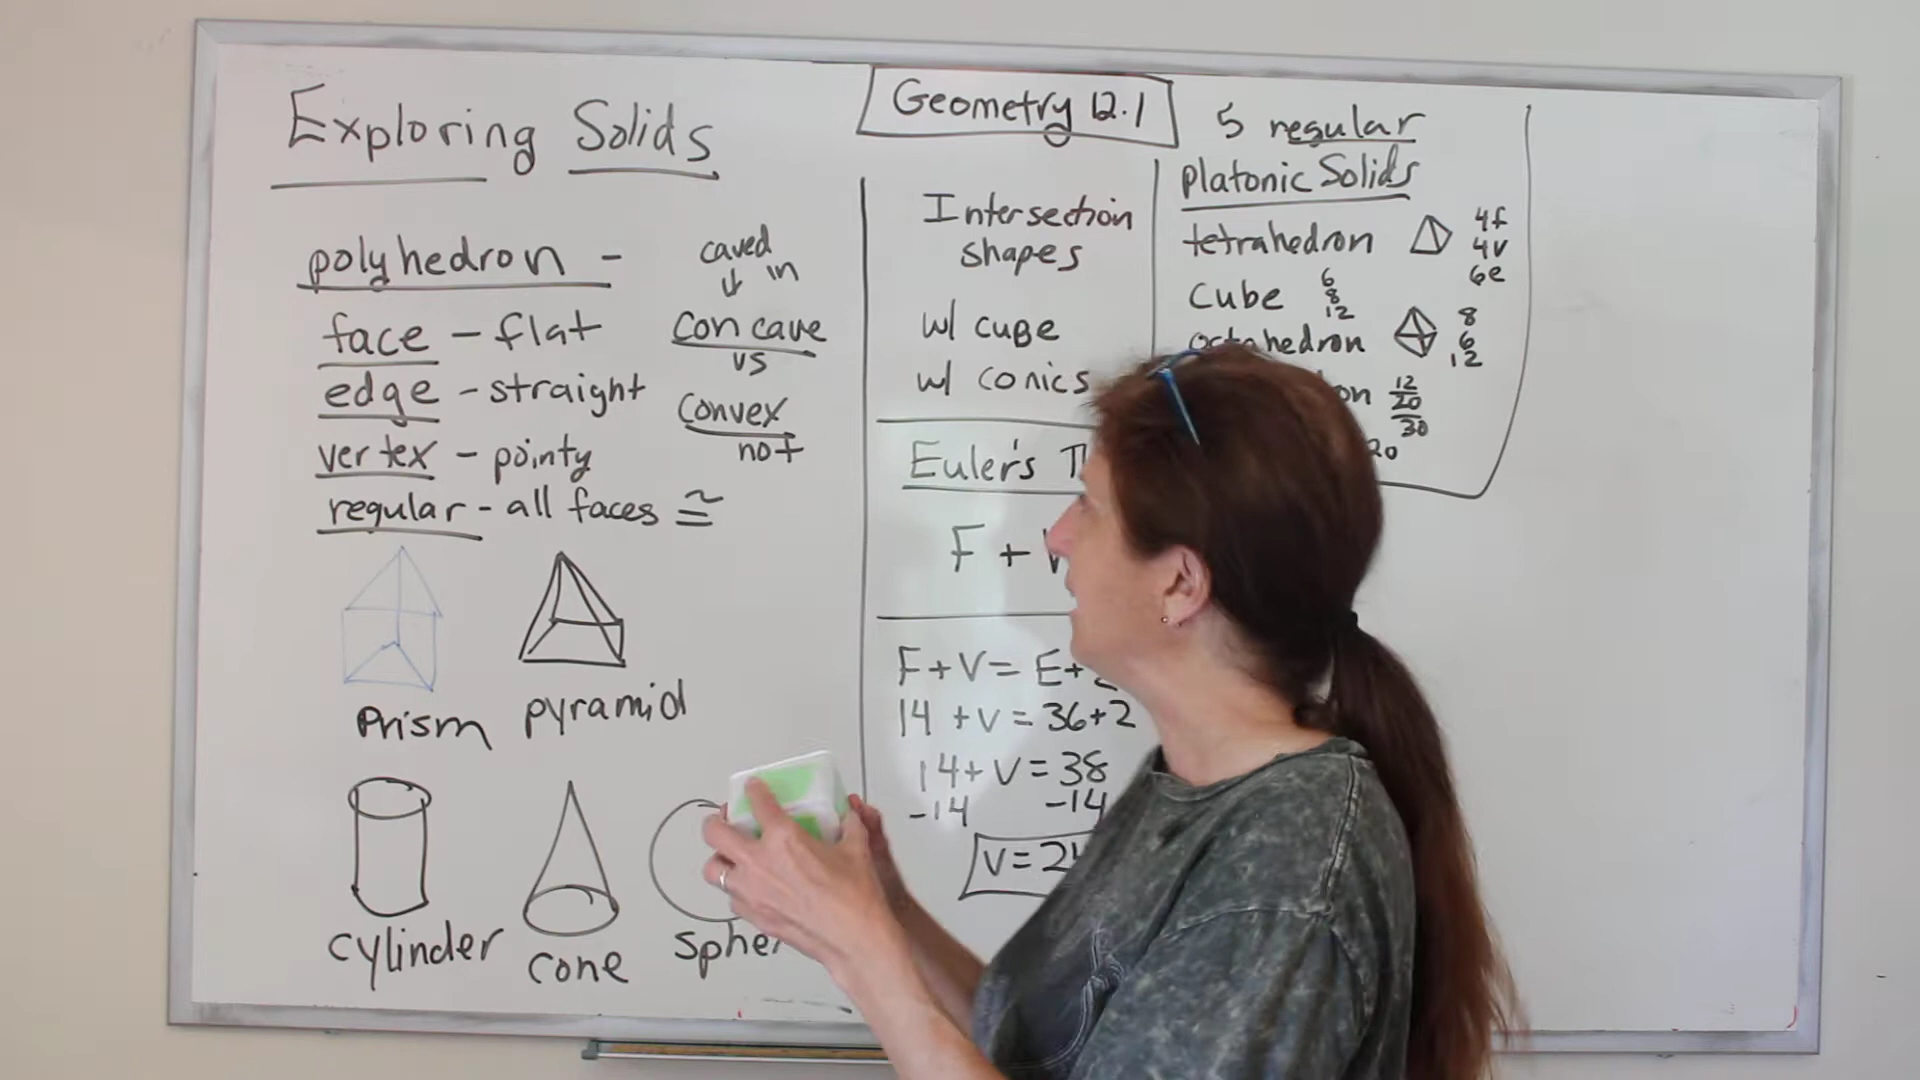 Exploring Solids
polyhedron -
face - flat
edge - straight
vertex - pointy
regular - all faces ≅
caved
↓ in
Concave
vs
Convex
not
Prism
pyramid
cylinder
cone
Geometry 12.1
Intersection
shapes
w/ cube
w/ conics
Euler's
F +
F + V = E +
14 + V = 36 + 2
14 + V = 38
-14 -14
V = 2
5 regular
platonic Solids
tetrahedron
4f
4v
6e
Cube
6
8
12
octahedron
8
6
12
12
20
30
20